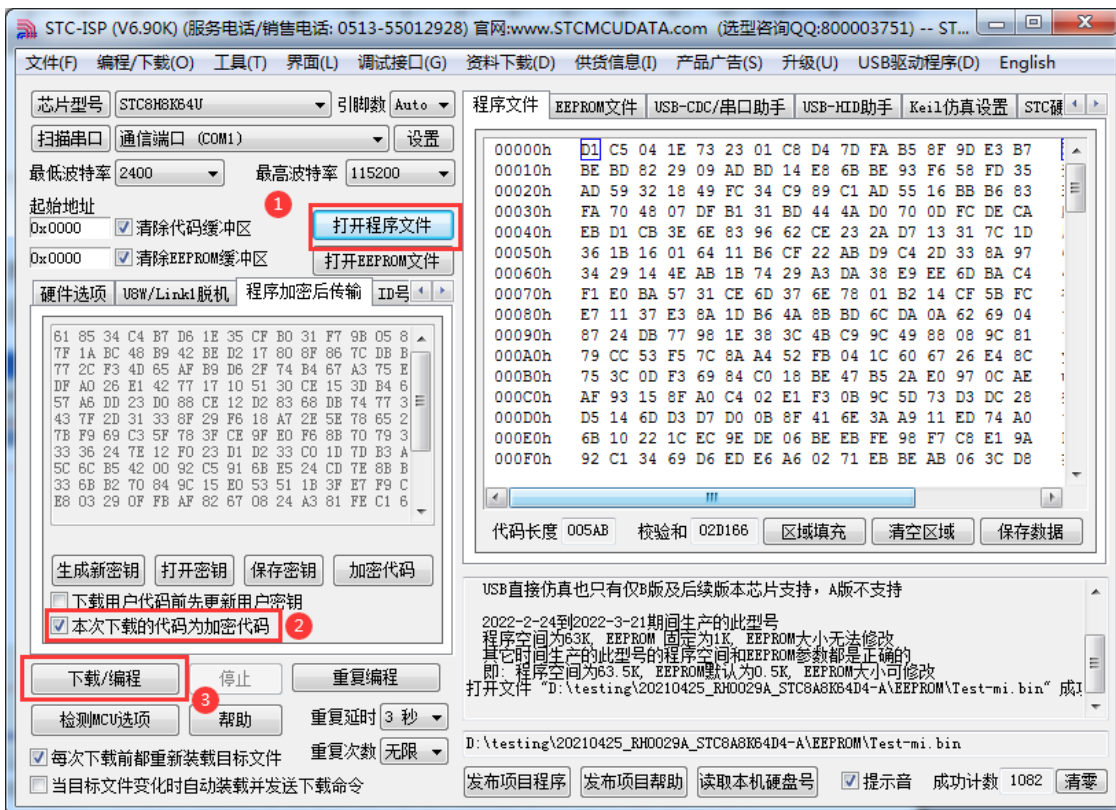 STC-ISP (V6.90K) (服务电话/销售电话: 0513-55012928) 官网:www.STCMCUDATA.com (选型咨询QQ:800003751) -- ST...
文件(F) 编程/下载(O) 工具(T) 界面(L) 调试接口(G) 资料下载(D) 供货信息(I) 产品广告(S) 升级(U) USB驱动程序(D) English
芯片型号 STC8H8K64U 引脚数 Auto
扫描串口 通信端口 (COM1) 设置
最低波特率 2400 最高波特率 115200
起始地址
0x0000 清除代码缓冲区 1 打开程序文件
0x0000 清除EEPROM缓冲区 打开EEPROM文件
硬件选项 U8W/Link1脱机 程序加密后传输 ID号
61 85 34 C4 B7 D6 1E 35 CF B0 31 F7 9B 05 8
7F 1A BC 48 B9 42 BE D2 17 80 8F 86 7C DB B
77 2C F3 4D 65 AF B9 D6 2F 74 B4 67 A3 75 E
DF A0 26 E1 42 77 17 10 51 30 CE 15 3D B4 6
57 A6 DD 23 D0 88 CE 12 D2 83 68 DB 74 77 3
43 7F 2D 31 33 8F 29 F6 18 A7 2E 5E 78 65 2
7B F9 69 C3 5F 78 3F CE 9F E0 F6 8B 70 79 3
33 36 24 7E 12 F0 23 D1 D2 33 C0 1D 7D B3 A
5C 6C B5 42 00 92 C5 91 6B E5 24 CD 7E 8B B
33 6B B2 70 84 9C 15 E0 53 51 1B 3F E7 F9 C
E8 03 29 0F FB AF 82 67 08 24 A3 81 FE C1 6
生成新密钥 打开密钥 保存密钥 加密代码
下载用户代码前先更新用户密钥
本次下载的代码为加密代码 2
下载/编程 停止 重复编程
3
检测MCU选项 帮助 重复延时 3 秒
每次下载前都重新装载目标文件 重复次数 无限
当目标文件变化时自动装载并发送下载命令
程序文件 EEPROM文件 USB-CDC/串口助手 USB-HID助手 Keil仿真设置 STC硬
00000h D1 C5 04 1E 73 23 01 C8 D4 7D FA B5 8F 9D E3 B7
00010h BE BD 82 29 09 AD BD 14 E8 6B BE 93 F6 58 FD 35
00020h AD 59 32 18 49 FC 34 C9 89 C1 AD 55 16 BB B6 83
00030h FA 70 48 07 DF B1 31 BD 44 4A D0 70 0D FC DE CA
00040h EB D1 CB 3E 6E 83 96 62 CE 23 2A D7 13 31 7C 1D
00050h 36 1B 16 01 64 11 B6 CF 22 AB D9 C4 2D 33 8A 97
00060h 34 29 14 4E AB 1B 74 29 A3 DA 38 E9 EE 6D BA C4
00070h F1 E0 BA 57 31 CE 6D 37 6E 78 01 B2 14 CF 5B FC
00080h E7 11 37 E3 8A 1D B6 4A 8B BD 6C DA 0A 62 69 04
00090h 87 24 DB 77 98 1E 38 3C 4B C9 9C 49 88 08 9C 81
000A0h 79 CC 53 F5 7C 8A A4 52 FB 04 1C 60 67 26 E4 8C
000B0h 75 3C 0D F3 69 84 C0 18 BE 47 B5 2A E0 97 0C AE
000C0h AF 93 15 8F A0 C4 02 E1 F3 0B 9C 5D 73 D3 DC 28
000D0h D5 14 6D D3 D7 D0 0B 8F 41 6E 3A A9 11 ED 74 A0
000E0h 6B 10 22 1C EC 9E DE 06 BE EB FE 98 F7 C8 E1 9A
000F0h 92 C1 34 69 D6 ED E6 A6 02 71 EB BE AB 06 3C D8
代码长度 005AB 校验和 02D166 区域填充 清空区域 保存数据
USB直接仿真也只有仅B版及后续版本芯片支持，A版不支持
2022-2-24到2022-3-21期间生产的此型号
程序空间为63K, EEPROM 固定为1K, EEPROM大小无法修改
其它时间生产的此型号的程序空间和EEPROM参数都是正确的
即: 程序空间为63.5K, EEPROM默认为0.5K, EEPROM大小可修改
打开文件 "D:\testing\20210425_RH0029A_STC8A8K64D4-A\EEPROM\Test-mi.bin" 成
D:\testing\20210425_RH0029A_STC8A8K64D4-A\EEPROM\Test-mi.bin
发布项目程序 发布项目帮助 读取本机硬盘号 提示音 成功计数 1082 清零